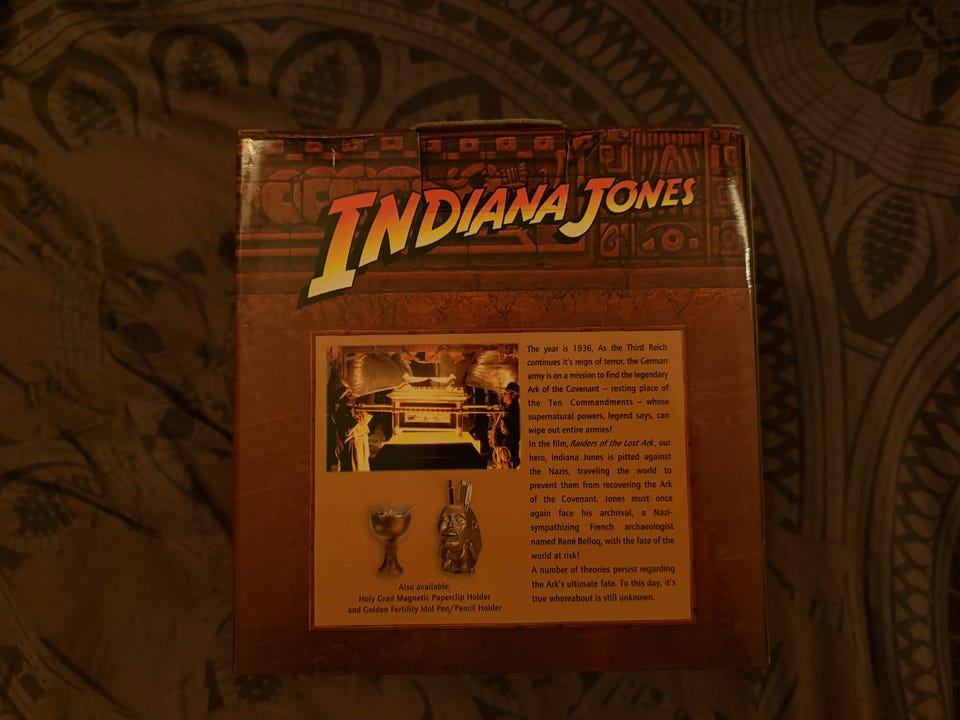 INDIANA JONES
The year is 1936, As the Third Reich
continues it's reign of terror, the German
army is on a mission to find the legendary
Ark of the Covenant — resting place of
the Ten Commandments — whose
supernatural powers, legend says, can
wipe out entire armies!
In the film, Raiders of the Lost Ark, our
hero, Indiana Jones is pitted against
the Nazis, traveling the world to
prevent them from recovering the Ark
of the Covenant. Jones must once
again face his archrival, a Nazi-
sympathizing French archaeologist
named René Belloq, with the fate of the
world at risk!
A number of theories persist regarding
the Ark's ultimate fate. To this day, it's
true whereabout is still unknown.
Also available:
Holy Grail Magnetic Paperclip Holder
and Golden Fertility Idol Pen/Pencil Holder